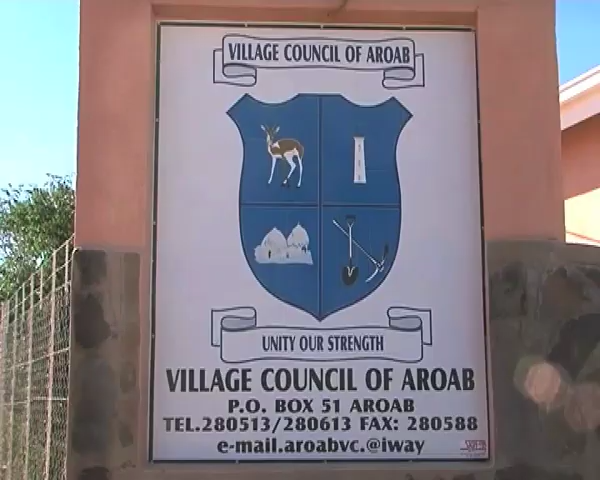 VILLAGE COUNCIL OF AROAB
UNITY OUR STRENGTH
VILLAGE COUNCIL OF AROAB
P.O. BOX 51 AROAB
TEL.280513/280613 FAX: 280588
e-mail.aroabvc.@iway